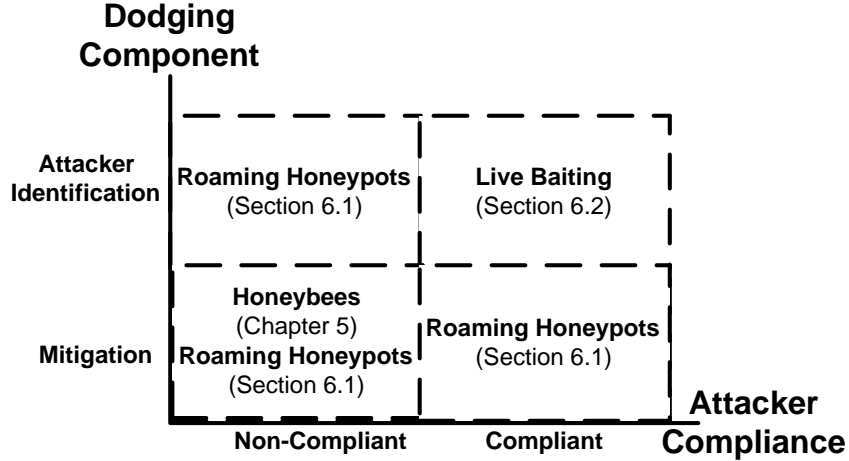 Dodging
Component
Attacker
Identification
Roaming Honeypots
(Section 6.1)
Live Baiting
(Section 6.2)
Mitigation
Honeybees
(Chapter 5)
Roaming Honeypots
(Section 6.1)
Roaming Honeypots
(Section 6.1)
Non-Compliant
Compliant
Attacker
Compliance